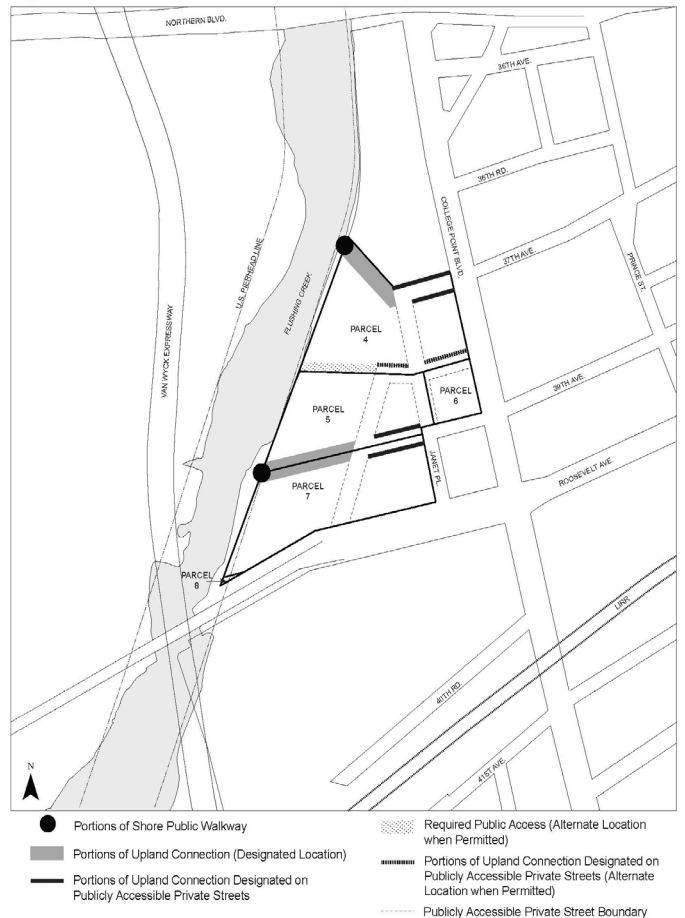 NORTHERN BLVD.
36TH AVE.
36TH RD.
COLLEGE POINT BLVD.
37TH AVE.
PRINCE ST.
U.S. PIERHEAD LINE
FLUSHING CREEK
VAN WYCK EXPRESSWAY
PARCEL
4
PARCEL
5
PARCEL
6
39TH AVE.
JANET PL.
ROOSEVELT AVE.
PARCEL
7
PARCEL
8
LIRR
40TH RD.
41ST AVE.
N
Portions of Shore Public Walkway
Portions of Upland Connection (Designated Location)
Portions of Upland Connection Designated on
Publicly Accessible Private Streets
Required Public Access (Alternate Location
when Permitted)
Portions of Upland Connection Designated on
Publicly Accessible Private Streets (Alternate
Location when Permitted)
Publicly Accessible Private Street Boundary